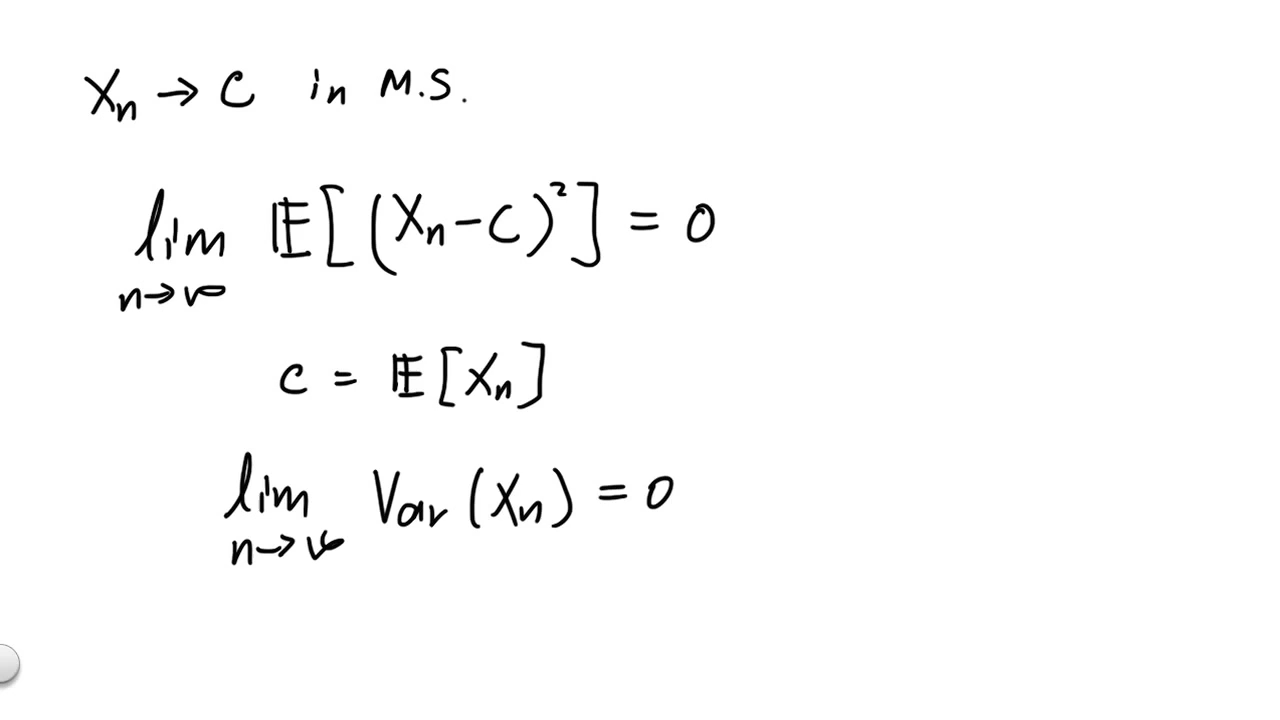 Xₙ → C in M.S.
lim n→∞ 𝔼[(Xₙ-C)²] = 0
C = 𝔼[Xₙ]
lim n→∞ Var(Xₙ) = 0